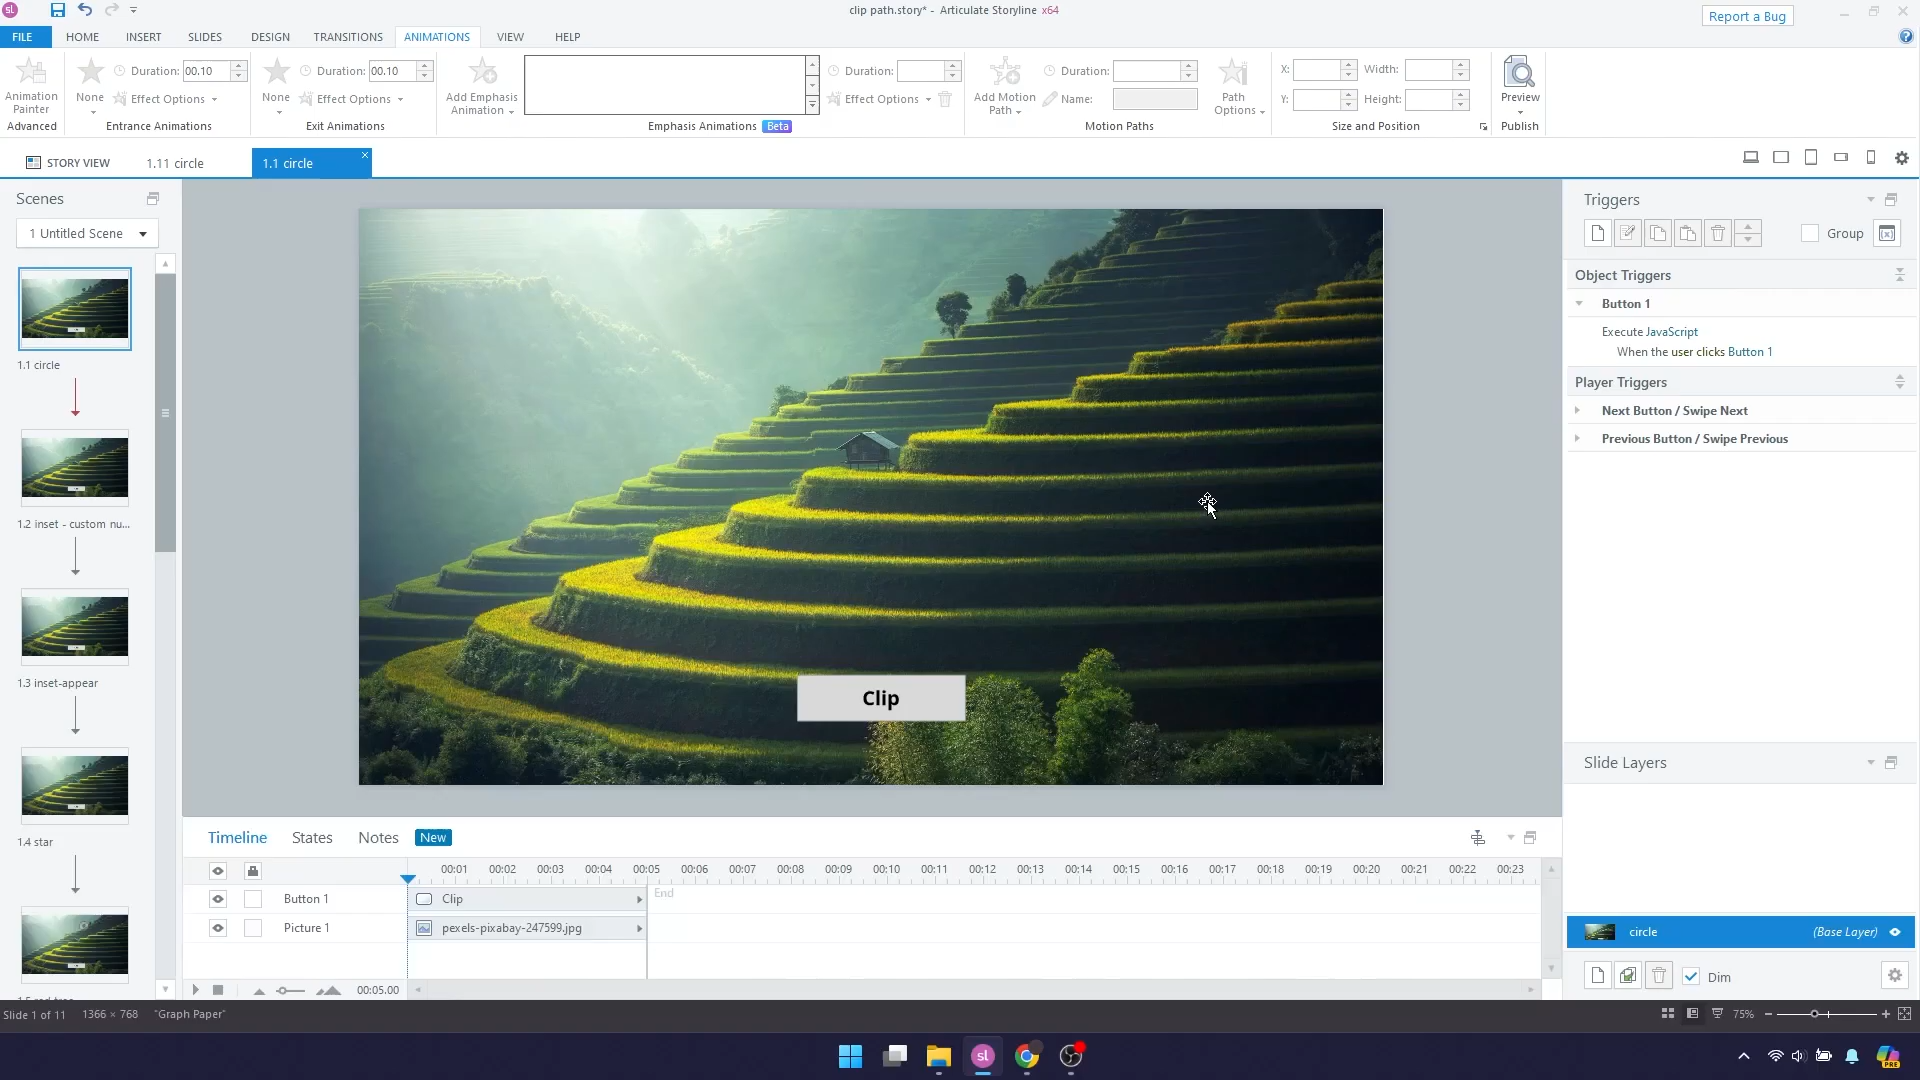 sl
clip path.story* - Articulate Storyline x64
Report a Bug
FILE HOME INSERT SLIDES DESIGN TRANSITIONS ANIMATIONS VIEW HELP
Animation Painter
Advanced
None
Duration: 00.10
Effect Options
Entrance Animations
None
Duration: 00.10
Effect Options
Exit Animations
Add Emphasis Animation
Duration:
Effect Options
Emphasis Animations Beta
Add Motion Path
Duration:
Name:
Path Options
Motion Paths
X: Width:
Y: Height:
Size and Position
Preview
Publish
STORY VIEW 1.11 circle 1.1 circle
Scenes
1 Untitled Scene
1.1 circle
1.2 inset - custom nu...
1.3 inset-appear
1.4 star
Clip
Triggers
Group
Object Triggers
Button 1
Execute JavaScript
When the user clicks Button 1
Player Triggers
Next Button / Swipe Next
Previous Button / Swipe Previous
Slide Layers
circle (Base Layer)
Dim
Timeline States Notes New
00:01 00:02 00:03 00:04 00:05 00:06 00:07 00:08 00:09 00:10 00:11 00:12 00:13 00:14 00:15 00:16 00:17 00:18 00:19 00:20 00:21 00:22 00:23
Button 1 Clip End
Picture 1 pexels-pixabay-247599.jpg
00:05.00
Slide 1 of 11 1366 × 768 "Graph Paper" 75%
sl
PRE